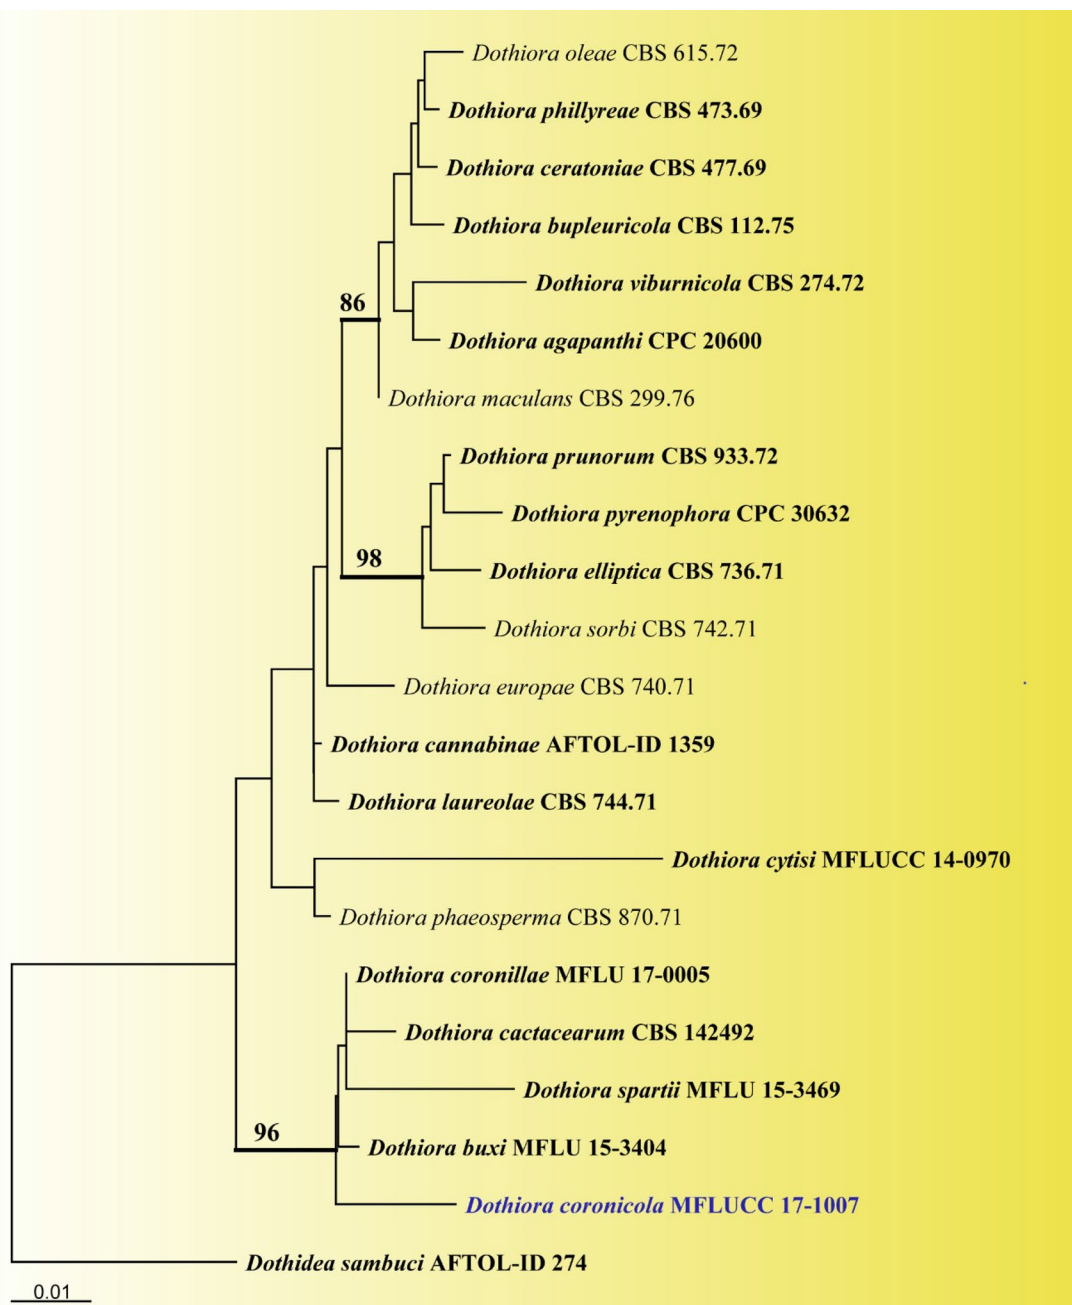 Dothiora oleae CBS 615.72
Dothiora phillyreae CBS 473.69
Dothiora ceratoniae CBS 477.69
Dothiora bupleuricola CBS 112.75
Dothiora viburnicola CBS 274.72
86
Dothiora agapanthi CPC 20600
Dothiora maculans CBS 299.76
Dothiora prunorum CBS 933.72
Dothiora pyrenophora CPC 30632
98
Dothiora elliptica CBS 736.71
Dothiora sorbi CBS 742.71
Dothiora europae CBS 740.71
Dothiora cannabinae AFTOL-ID 1359
Dothiora laureolae CBS 744.71
Dothiora cytisi MFLUCC 14-0970
Dothiora phaeosperma CBS 870.71
Dothiora coronillae MFLU 17-0005
Dothiora cactacearum CBS 142492
Dothiora spartii MFLU 15-3469
96
Dothiora buxi MFLU 15-3404
Dothiora coronicola MFLUCC 17-1007
Dothidea sambuci AFTOL-ID 274
0.01